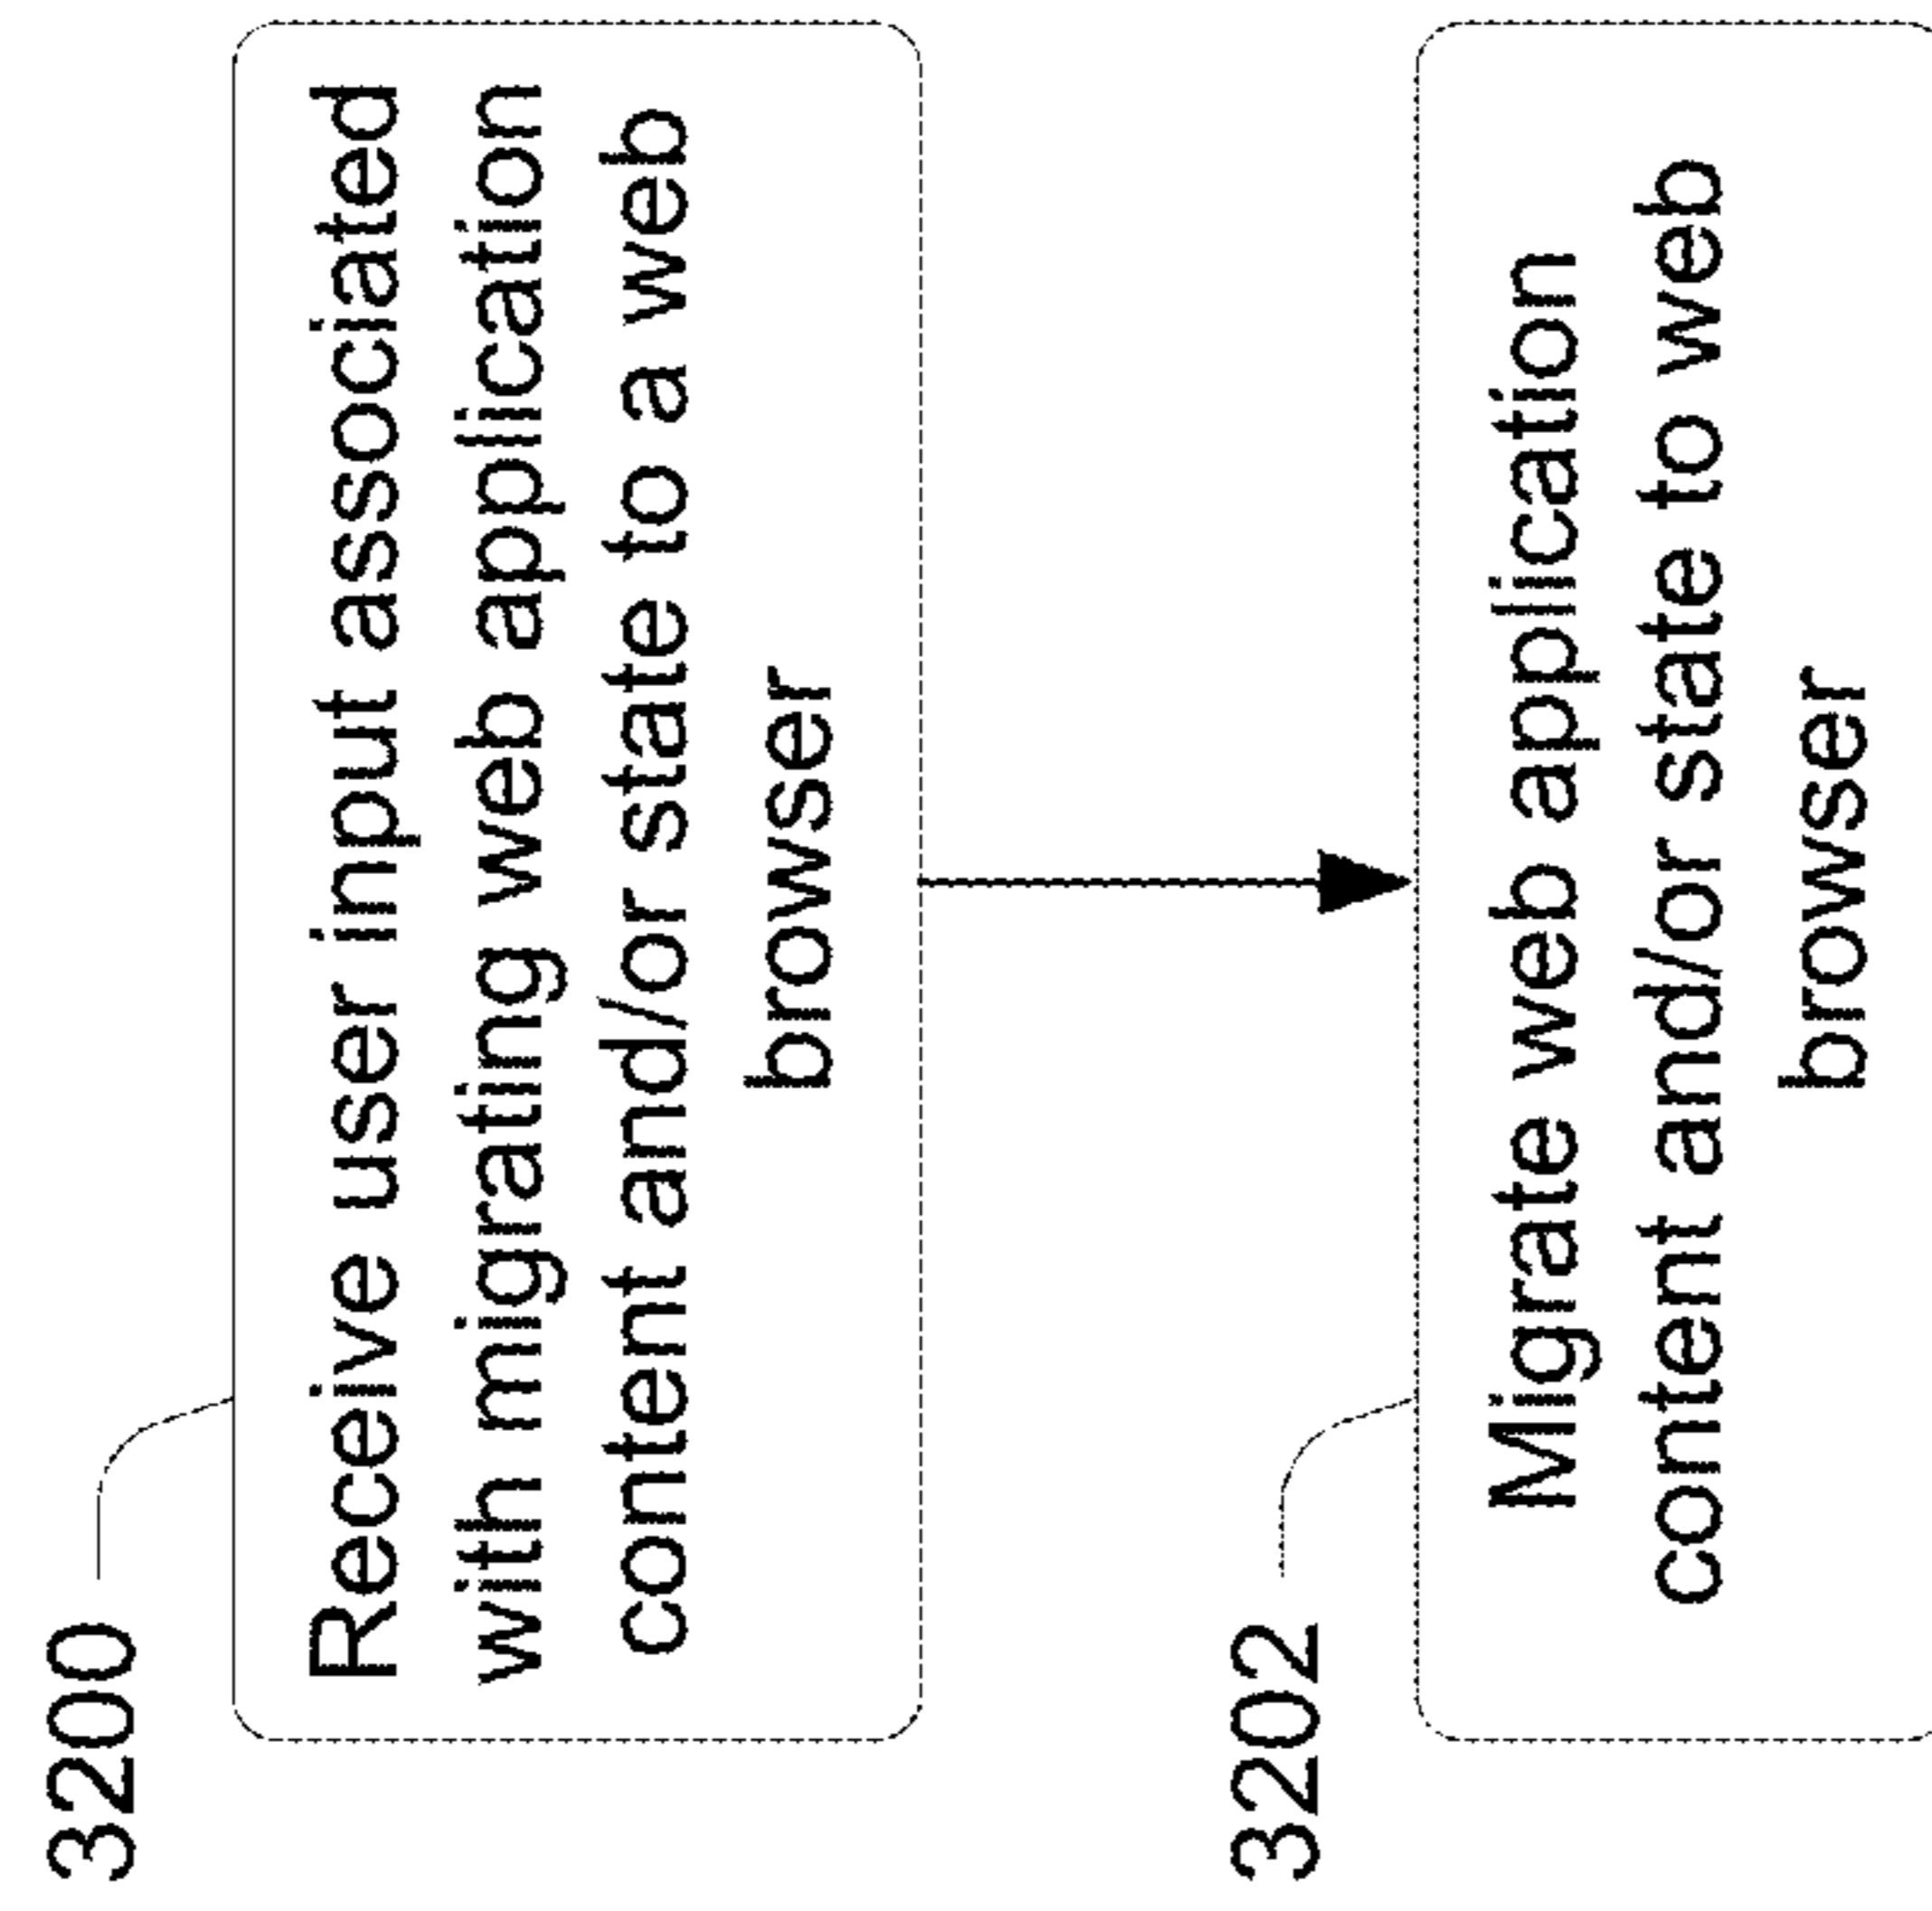 3200
Receive user input associated
with migrating web application
content and/or state to a web
browser
3202
Migrate web application
content and/or state to web
browser